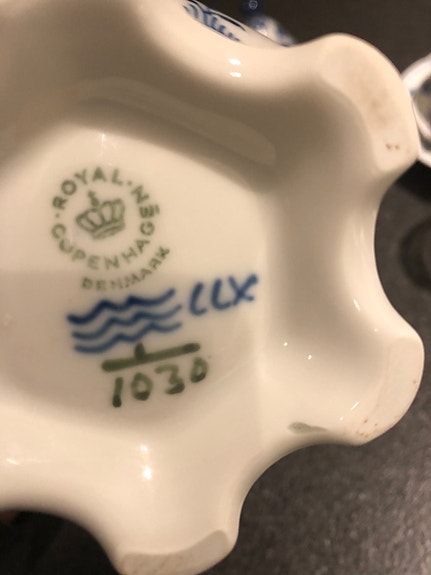 ROYAL · COPENHAGEN
DENMARK
LLX
1030